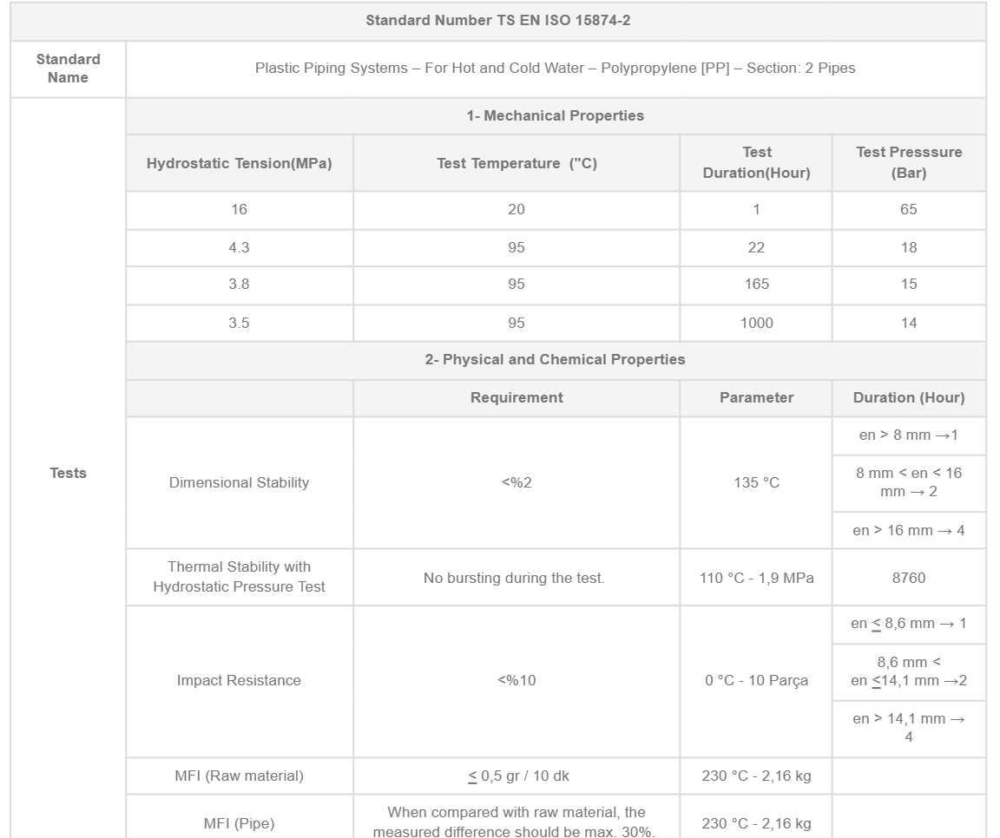 Standard Number TS EN ISO 15874-2
Standard
Name
Plastic Piping Systems – For Hot and Cold Water – Polypropylene [PP] – Section: 2 Pipes
Tests
1- Mechanical Properties
Hydrostatic Tension(MPa)
Test Temperature ("C)
Test
Duration(Hour)
Test Presssure
(Bar)
16
20
1
65
4.3
95
22
18
3.8
95
165
15
3.5
95
1000
14
2- Physical and Chemical Properties
Requirement
Parameter
Duration (Hour)
Dimensional Stability
<%2
135 °C
en > 8 mm →1
8 mm < en < 16
mm → 2
en > 16 mm → 4
Thermal Stability with
Hydrostatic Pressure Test
No bursting during the test.
110 °C - 1,9 MPa
8760
Impact Resistance
<%10
0 °C - 10 Parça
en < 8,6 mm → 1
8,6 mm <
en <14,1 mm →2
en > 14,1 mm →
4
MFI (Raw material)
< 0,5 gr / 10 dk
230 °C - 2,16 kg
MFI (Pipe)
When compared with raw material, the
measured difference should be max. 30%.
230 °C - 2,16 kg